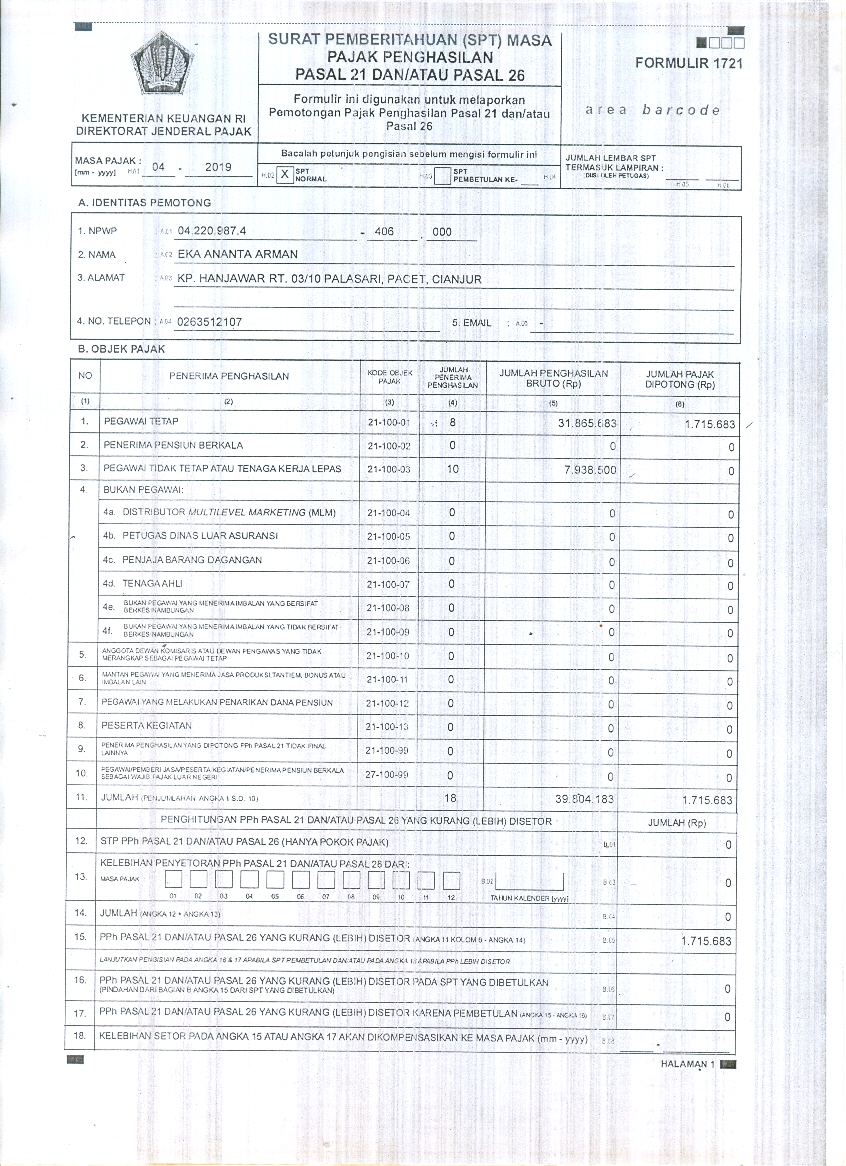 SURAT PEMBERITAHUAN (SPT) MASA
PAJAK PENGHASILAN
PASAL 21 DAN/ATAU PASAL 26
FORMULIR 1721
Formulir ini digunakan untuk melaporkan
Pemotongan Pajak Penghasilan Pasal 21 dan/atau
Pasal 26
area barcode
KEMENTERIAN KEUANGAN RI
DIREKTORAT JENDERAL PAJAK
MASA PAJAK :
[mm - yyyy] H.01 04 - 2019
Bacalah petunjuk pengisian sebelum mengisi formulir ini
H.02 X SPT NORMAL H.03 SPT PEMBETULAN KE- H.04
JUMLAH LEMBAR SPT
TERMASUK LAMPIRAN :
(DIISI OLEH PETUGAS) H.05 H.06
A. IDENTITAS PEMOTONG
1. NPWP : A.01 04.220.987.4 - 406 . 000
2. NAMA : A.02 EKA ANANTA ARMAN
3. ALAMAT : A.03 KP. HANJAWAR RT. 03/10 PALASARI, PACET, CIANJUR
4. NO. TELEPON : A.04 0263512107 5. EMAIL : A.05 -
B. OBJEK PAJAK
NO PENERIMA PENGHASILAN KODE OBJEK PAJAK JUMLAH PENERIMA PENGHASILAN JUMLAH PENGHASILAN BRUTO (Rp) JUMLAH PAJAK DIPOTONG (Rp)
(1) (2) (3) (4) (5) (6)
1. PEGAWAI TETAP 21-100-01 8 31.865.683 1.715.683
2. PENERIMA PENSIUN BERKALA 21-100-02 0 0 0
3. PEGAWAI TIDAK TETAP ATAU TENAGA KERJA LEPAS 21-100-03 10 7.938.500 0
4. BUKAN PEGAWAI:
4a. DISTRIBUTOR MULTILEVEL MARKETING (MLM) 21-100-04 0 0 0
4b. PETUGAS DINAS LUAR ASURANSI 21-100-05 0 0 0
4c. PENJAJA BARANG DAGANGAN 21-100-06 0 0 0
4d. TENAGA AHLI 21-100-07 0 0 0
4e. BUKAN PEGAWAI YANG MENERIMA IMBALAN YANG BERSIFAT BERKESINAMBUNGAN 21-100-08 0 0 0
4f. BUKAN PEGAWAI YANG MENERIMA IMBALAN YANG TIDAK BERSIFAT BERKESINAMBUNGAN 21-100-09 0 0 0
5. ANGGOTA DEWAN KOMISARIS ATAU DEWAN PENGAWAS YANG TIDAK MERANGKAP SEBAGAI PEGAWAI TETAP 21-100-10 0 0 0
6. MANTAN PEGAWAI YANG MENERIMA JASA PRODUKSI, TANTIEM, BONUS ATAU IMBALAN LAIN 21-100-11 0 0 0
7. PEGAWAI YANG MELAKUKAN PENARIKAN DANA PENSIUN 21-100-12 0 0 0
8. PESERTA KEGIATAN 21-100-13 0 0 0
9. PENERIMA PENGHASILAN YANG DIPOTONG PPh PASAL 21 TIDAK FINAL LAINNYA 21-100-99 0 0 0
10. PEGAWAI/PEMBERI JASA/PESERTA KEGIATAN/PENERIMA PENSIUN BERKALA SEBAGAI WAJIB PAJAK LUAR NEGERI 27-100-99 0 0 0
11. JUMLAH (PENJUMLAHAN ANGKA 1 S.D. 10) 18 39.804.183 1.715.683
PENGHITUNGAN PPh PASAL 21 DAN/ATAU PASAL 26 YANG KURANG (LEBIH) DISETOR JUMLAH (Rp)
12. STP PPh PASAL 21 DAN/ATAU PASAL 26 (HANYA POKOK PAJAK) B.01 0
KELEBIHAN PENYETORAN PPh PASAL 21 DAN/ATAU PASAL 26 DARI:
13. MASA PAJAK B.02 B.03 0
01 02 03 04 05 06 07 08 09 10 11 12 TAHUN KALENDER [yyyy]
14. JUMLAH (ANGKA 12 + ANGKA 13) B.04 0
15. PPh PASAL 21 DAN/ATAU PASAL 26 YANG KURANG (LEBIH) DISETOR (ANGKA 11 KOLOM 6 - ANGKA 14) B.05 1.715.683
LANJUTKAN PENGISIAN PADA ANGKA 16 & 17 APABILA SPT PEMBETULAN DAN/ATAU PADA ANGKA 18 APABILA PPh LEBIH DISETOR
16. PPh PASAL 21 DAN/ATAU PASAL 26 YANG KURANG (LEBIH) DISETOR PADA SPT YANG DIBETULKAN
(PINDAHAN DARI BAGIAN B ANGKA 15 DARI SPT YANG DIBETULKAN) B.06 0
17. PPh PASAL 21 DAN/ATAU PASAL 26 YANG KURANG (LEBIH) DISETOR KARENA PEMBETULAN (ANGKA 15 - ANGKA 16) B.07 0
18. KELEBIHAN SETOR PADA ANGKA 15 ATAU ANGKA 17 AKAN DIKOMPENSASIKAN KE MASA PAJAK (mm - yyyy) B.08 -
HALAMAN 1